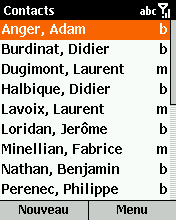 Contacts abc
Anger, Adam b
Burdinat, Didier b
Dugimont, Laurent m
Halbique, Didier b
Lavoix, Laurent m
Loridan, Jerôme b
Minellian, Fabrice m
Nathan, Benjamin b
Perenec, Philippe b
Nouveau Menu